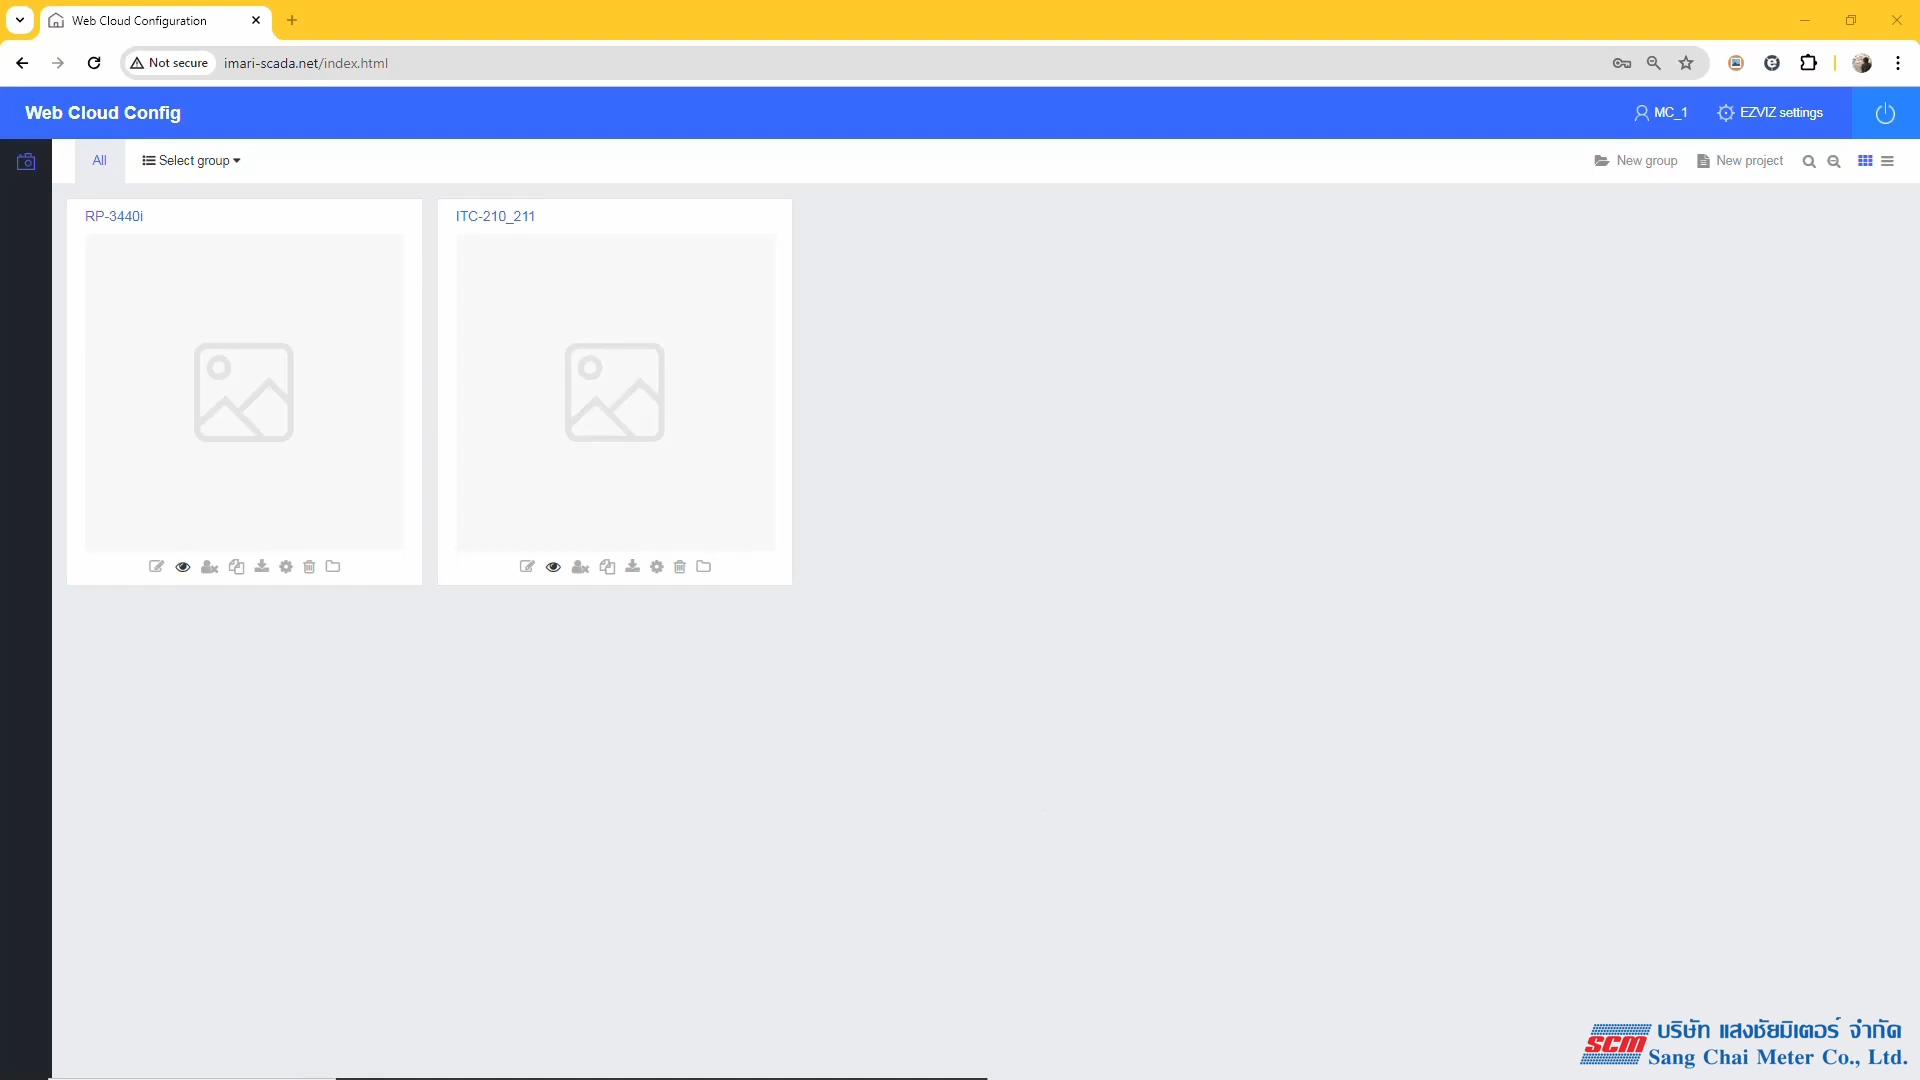 Web Cloud Configuration
Not secure
imari-scada.net/index.html
Web Cloud Config
MC_1
EZVIZ settings
All
Select group
New group
New project
RP-3440i
ITC-210_211
บริษัท แสงชัยมิเตอร์ จำกัด
SCM
Sang Chai Meter Co., Ltd.